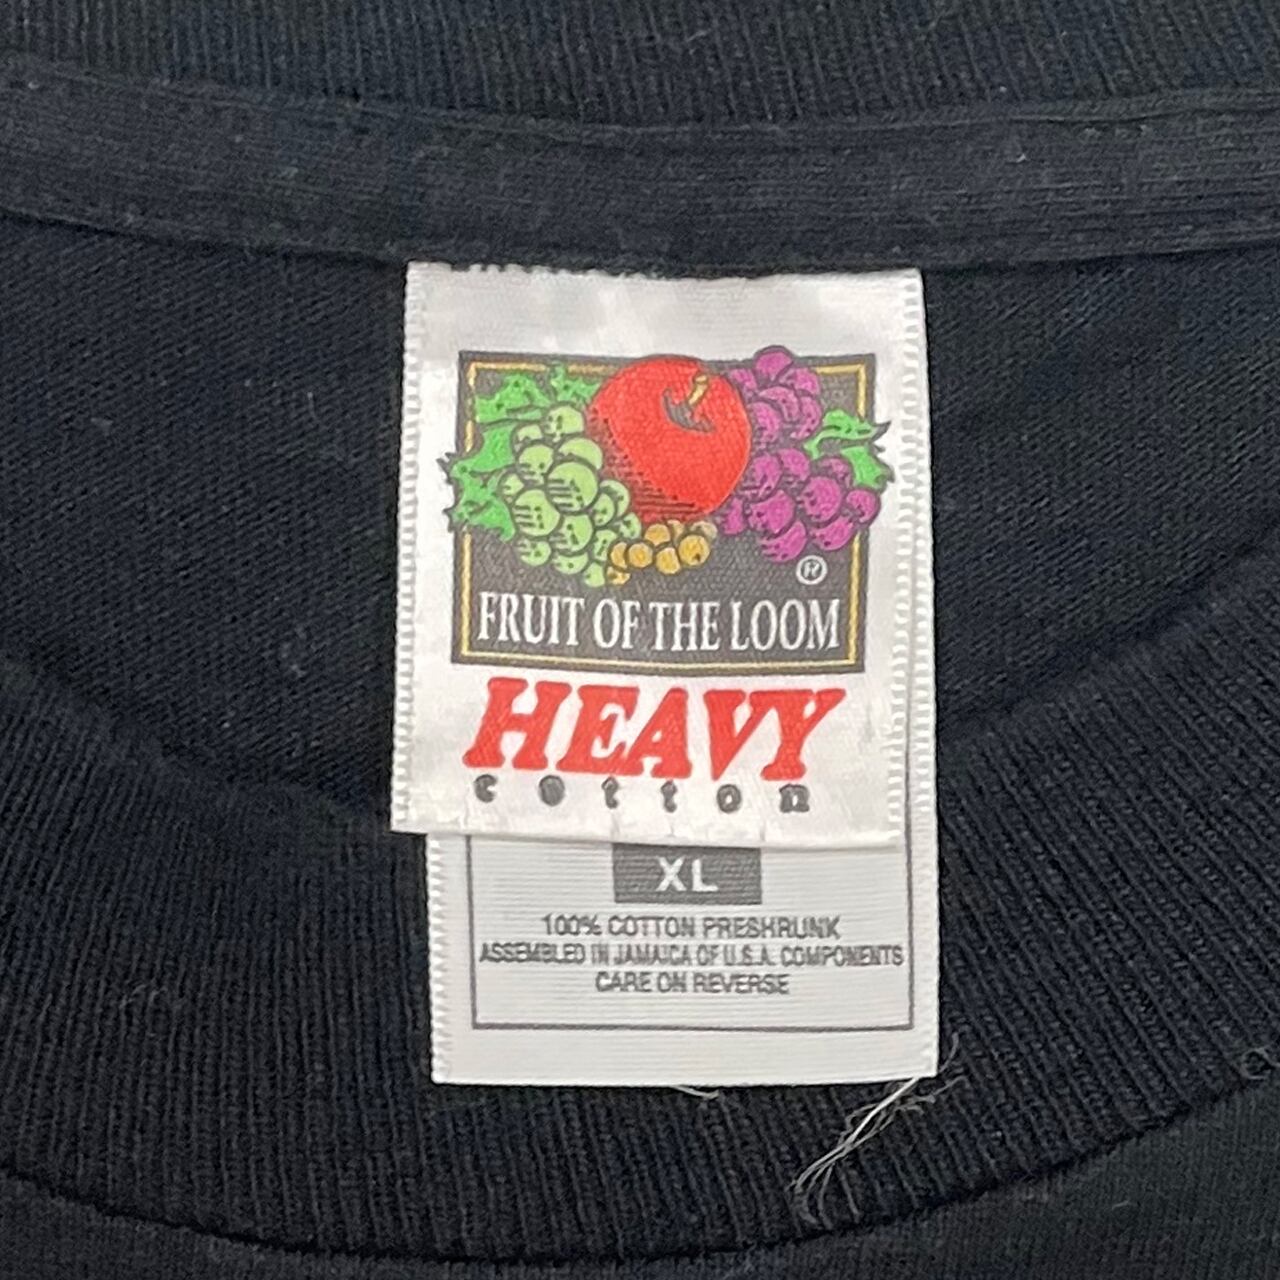 ®
FRUIT OF THE LOOM
HEAVY
cotton
XL
100% COTTON PRESHRUNK
ASSEMBLED IN JAMAICA OF U.S.A. COMPONENTS
CARE ON REVERSE